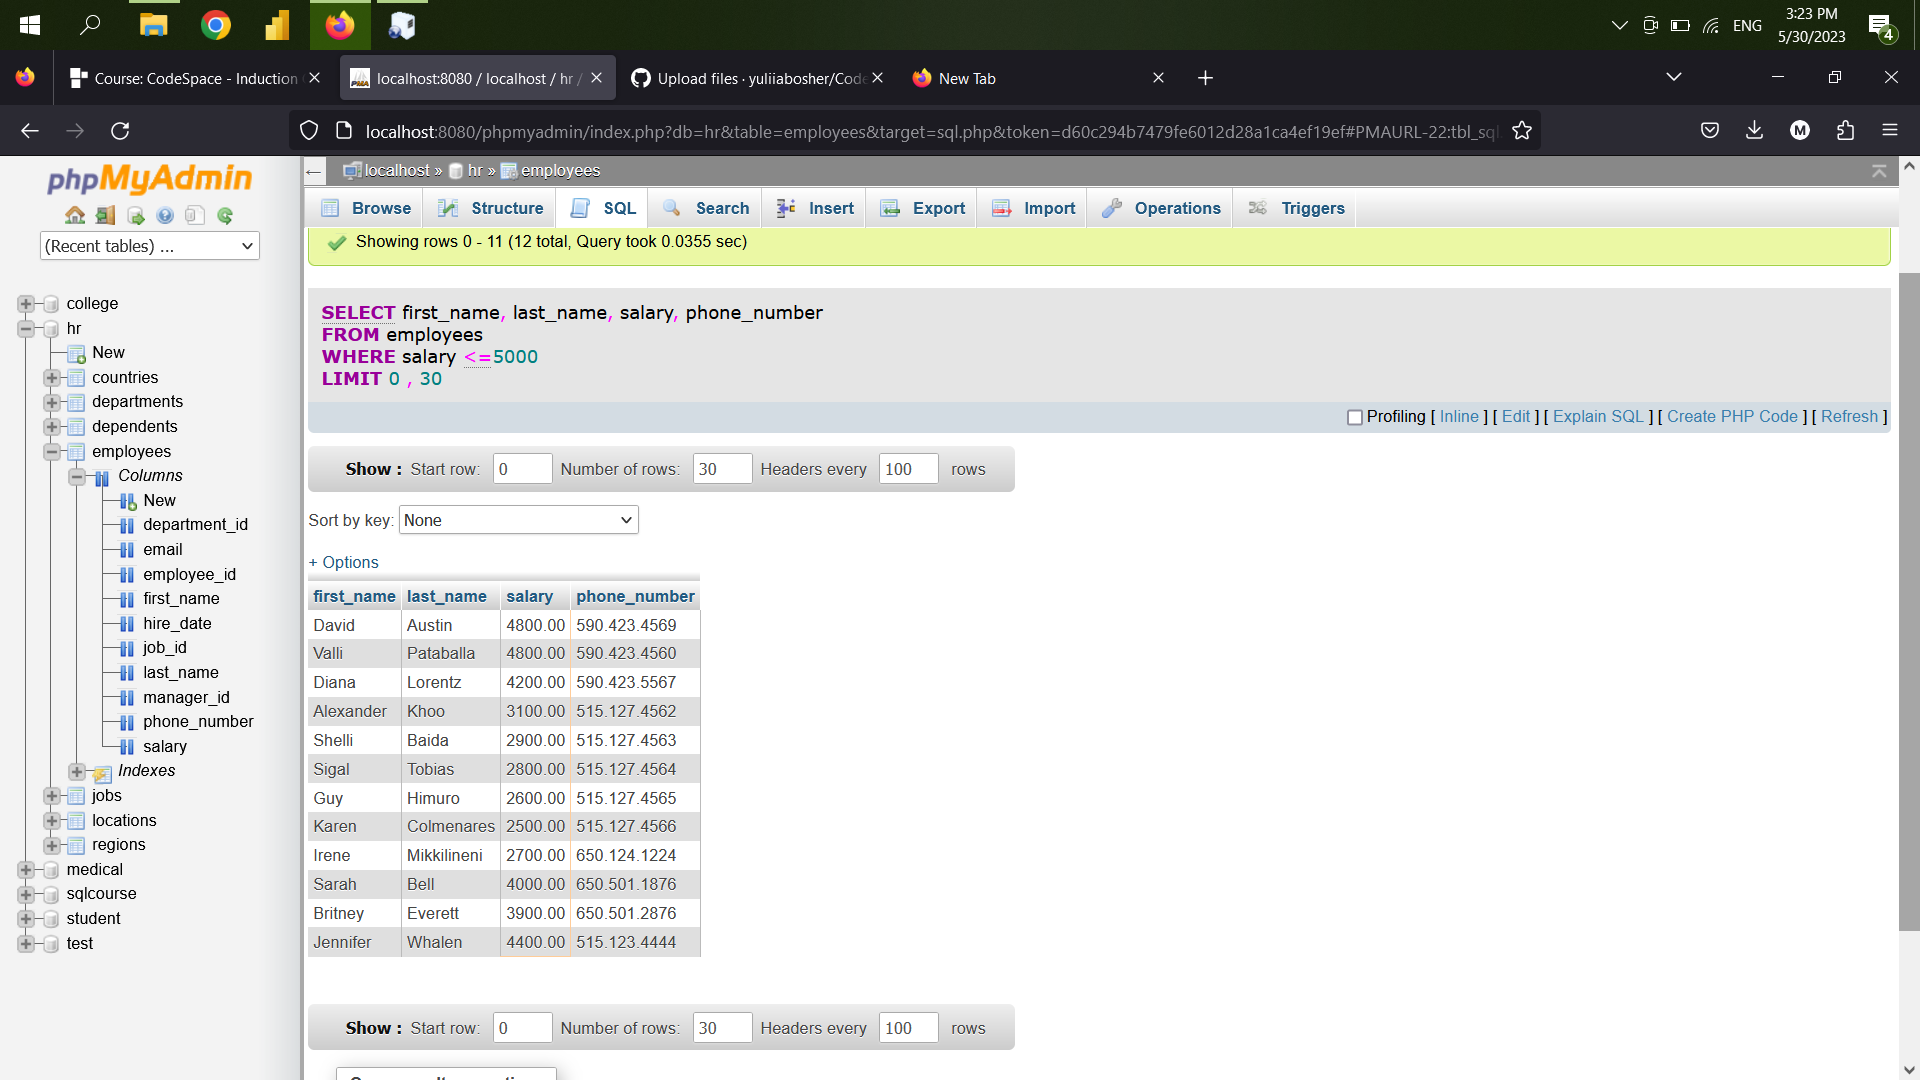 3:23 PM
ENG
5/30/2023
4
Course: CodeSpace - Induction
localhost:8080 / localhost / hr /
Upload files · yuliiabosher/Code
New Tab
localhost:8080/phpmyadmin/index.php?db=hr&table=employees&target=sql.php&token=d60c294b7479fe6012d28a1ca4ef19ef#PMAURL-22:tbl_sql
M
phpMyAdmin
(Recent tables) ...
college
hr
New
countries
departments
dependents
employees
Columns
New
department_id
email
employee_id
first_name
hire_date
job_id
last_name
manager_id
phone_number
salary
Indexes
jobs
locations
regions
medical
sqlcourse
student
test
localhost » hr » employees
Browse Structure SQL Search Insert Export Import Operations Triggers
Showing rows 0 - 11 (12 total, Query took 0.0355 sec)
SELECT first_name, last_name, salary, phone_number
FROM employees
WHERE salary <=5000
LIMIT 0 , 30
Profiling [ Inline ] [ Edit ] [ Explain SQL ] [ Create PHP Code ] [ Refresh ]
Show : Start row: 0 Number of rows: 30 Headers every 100 rows
Sort by key: None
+ Options
first_name last_name salary phone_number
David Austin 4800.00 590.423.4569
Valli Pataballa 4800.00 590.423.4560
Diana Lorentz 4200.00 590.423.5567
Alexander Khoo 3100.00 515.127.4562
Shelli Baida 2900.00 515.127.4563
Sigal Tobias 2800.00 515.127.4564
Guy Himuro 2600.00 515.127.4565
Karen Colmenares 2500.00 515.127.4566
Irene Mikkilineni 2700.00 650.124.1224
Sarah Bell 4000.00 650.501.1876
Britney Everett 3900.00 650.501.2876
Jennifer Whalen 4400.00 515.123.4444
Show : Start row: 0 Number of rows: 30 Headers every 100 rows